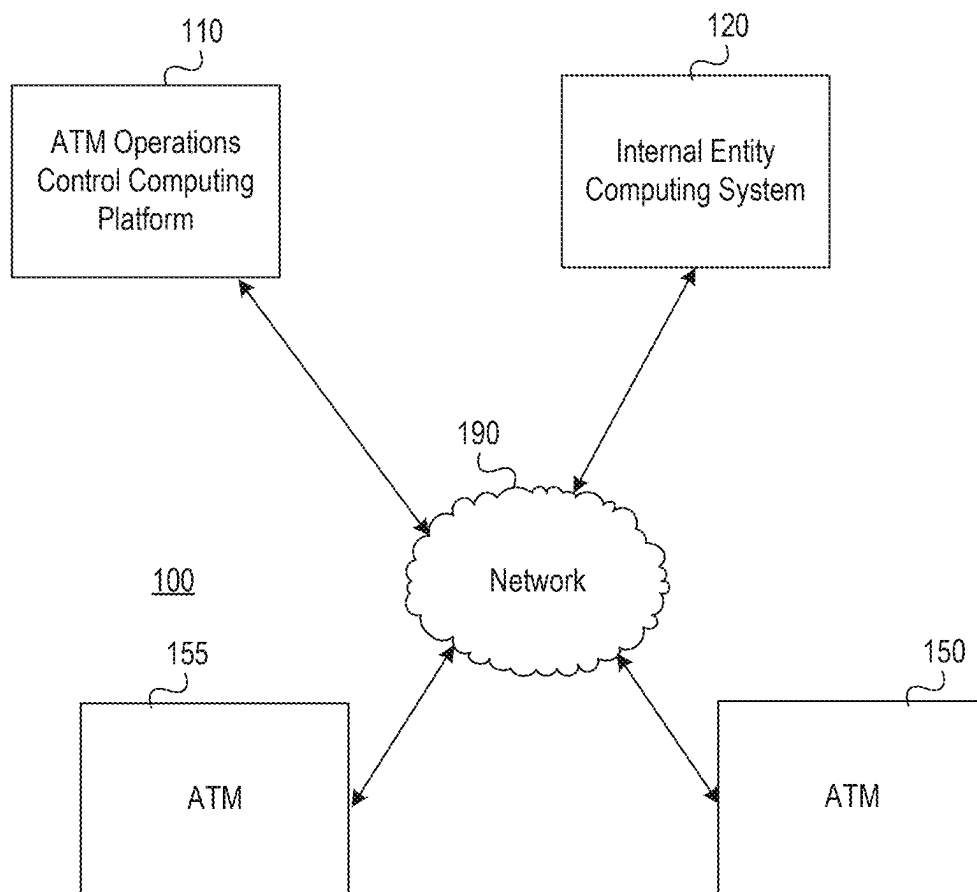 110
120
ATM Operations
Control Computing
Platform
Internal Entity
Computing System
190
Network
100
155
150
ATM
ATM